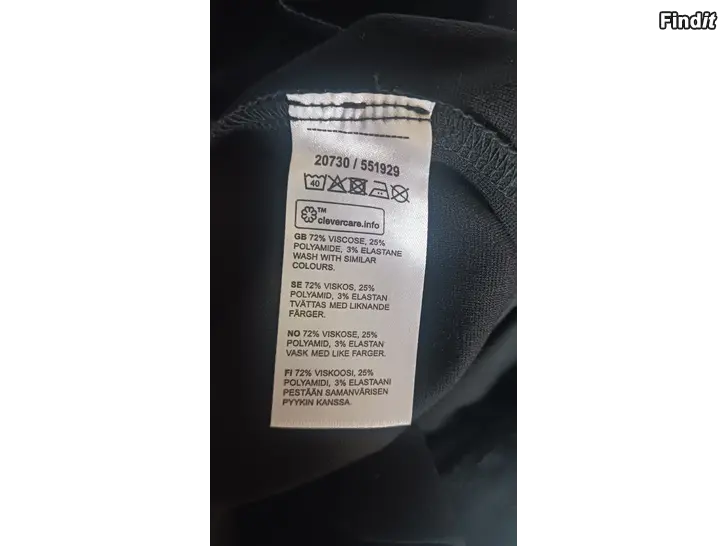 Findit
20730 / 551929
40
TM
clevercare.info
GB 72% VISCOSE, 25%
POLYAMIDE, 3% ELASTANE
WASH WITH SIMILAR
COLOURS.
SE 72% VISKOS, 25%
POLYAMID, 3% ELASTAN
TVÄTTAS MED LIKNANDE
FÄRGER.
NO 72% VISKOSE, 25%
POLYAMID, 3% ELASTAN
VASK MED LIKE FARGER.
FI 72% VISKOOSI, 25%
POLYAMIDI, 3% ELASTAANI
PESTÄÄN SAMANVÄRISEN
PYYKIN KANSSA.